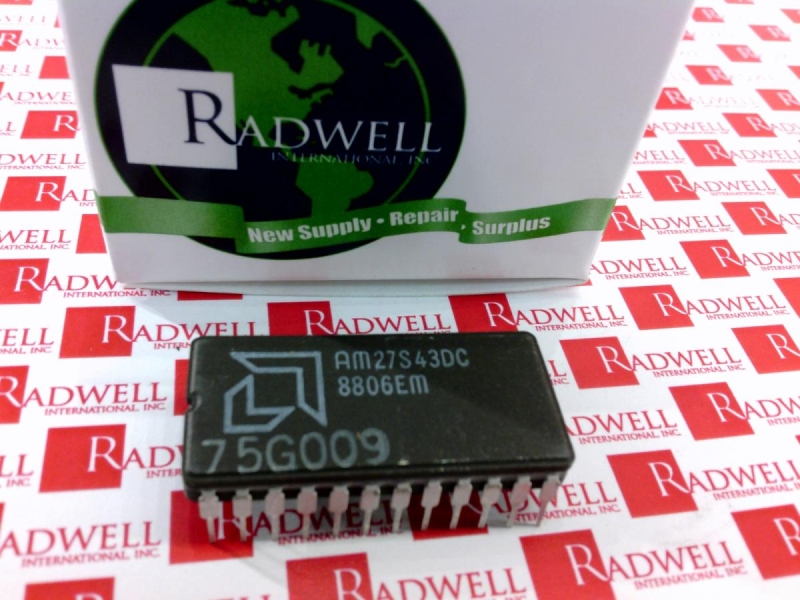 RADWELL
INTERNATIONAL, INC
New Supply • Repair, Surplus
RADWELL
INTERNATIONAL, INC.
AM27S43DC
8806EM
75G009